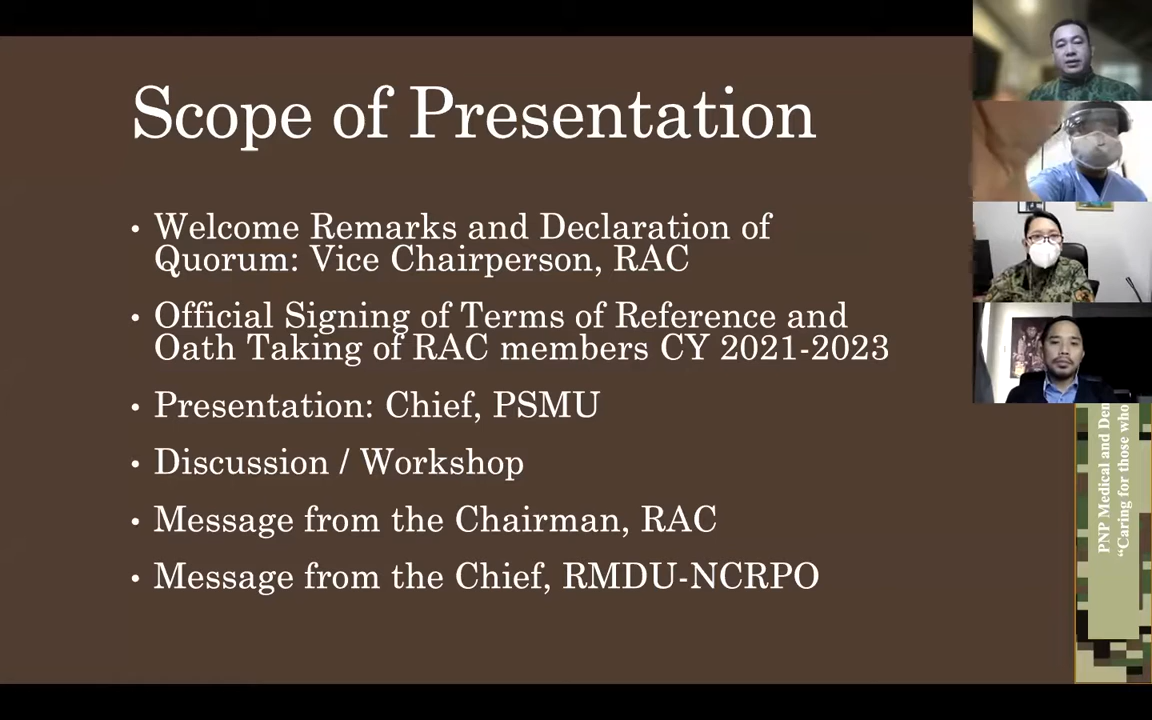 Scope of Presentation
• Welcome Remarks and Declaration of
Quorum: Vice Chairperson, RAC
• Official Signing of Terms of Reference and
Oath Taking of RAC members CY 2021-2023
• Presentation: Chief, PSMU
• Discussion / Workshop
• Message from the Chairman, RAC
• Message from the Chief, RMDU-NCRPO
PNP Medical and Den
“Caring for those who